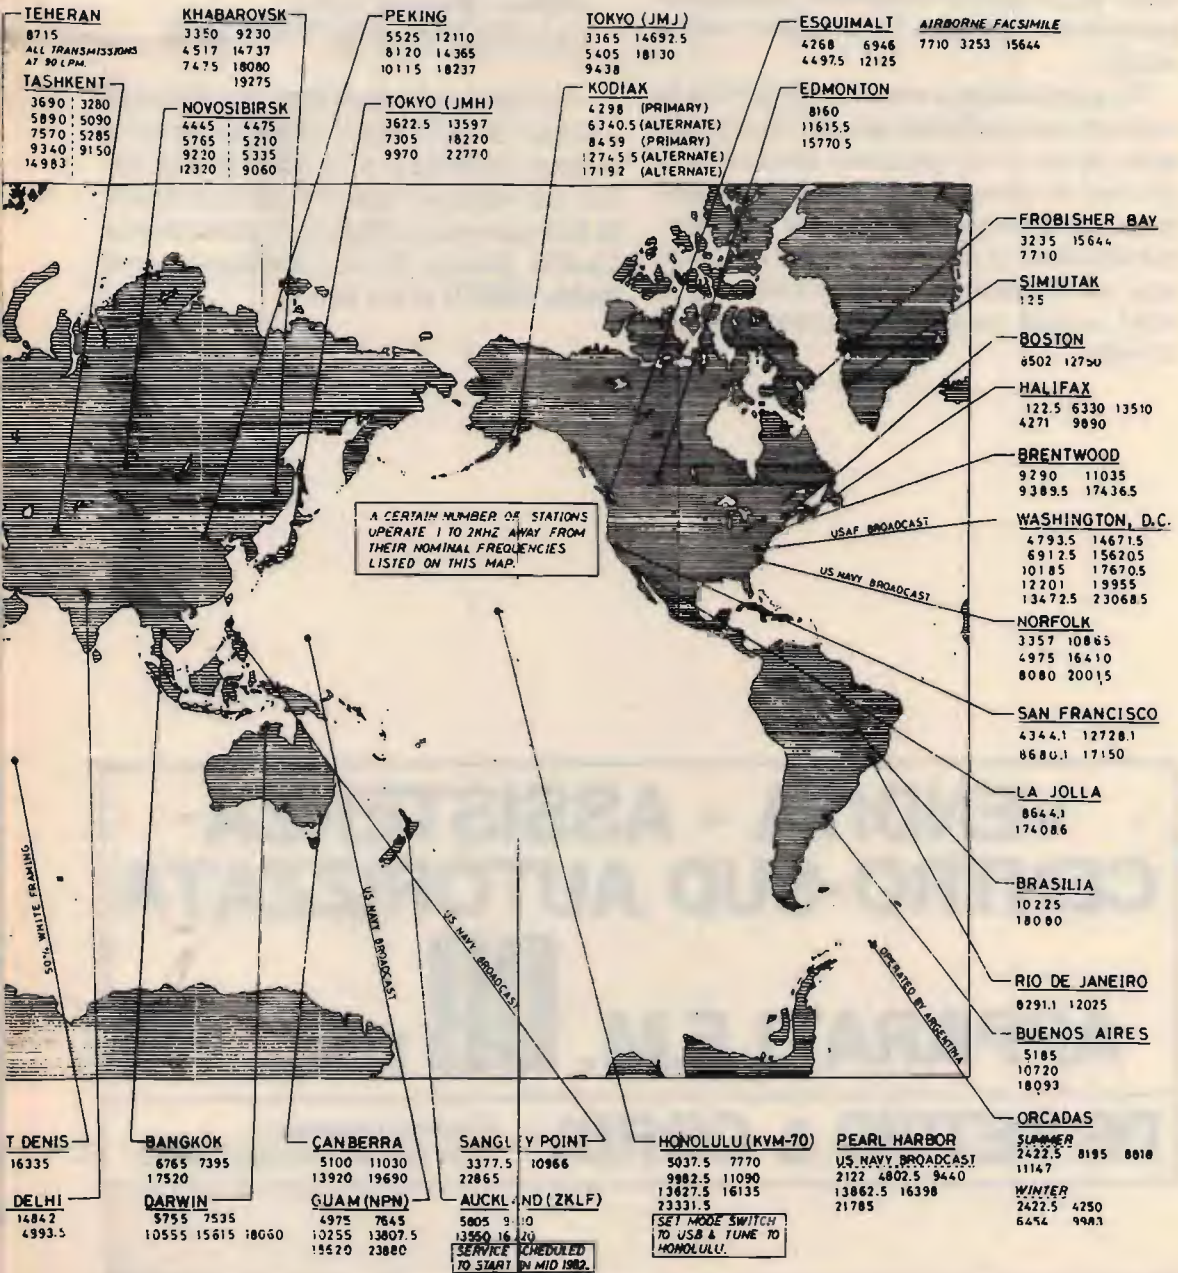 TEHERAN
8715
ALL TRANSMISSIONS
AT 90 LPM.
TASHKENT
3690 3280
5890 5090
7570 5285
9340 9150
14983
KHABAROVSK
3350 9230
4517 14737
7475 18080
19275
NOVOSIBIRSK
4445 4475
5765 5210
9220 5335
12320 9060
PEKING
5525 12110
8120 14365
10115 18237
TOKYO (JMH)
3622.5 13597
7305 18220
9970 22770
TOKYO (JMJ)
3365 14692.5
5405 18130
9438
KODIAK
4298 (PRIMARY)
6340.5 (ALTERNATE)
8459 (PRIMARY)
12745 5 (ALTERNATE)
17192 (ALTERNATE)
ESQUIMALT
4268 6946
4497.5 12125
EDMONTON
8160
11615.5
15770 5
AIRBORNE FACSIMILE
7710 3253 15644
FROBISHER BAY
3235 15644
7710
SIMIUTAK
125
BOSTON
8502 12750
HALIFAX
122.5 6330 13510
4271 9890
BRENTWOOD
9290 11035
9389.5 17436.5
WASHINGTON, D.C.
4793.5 14671.5
6912.5 15620.5
10185 17670.5
12201 19955
13472.5 23068.5
NORFOLK
3357 10865
4975 16410
8080 20015
SAN FRANCISCO
4344.1 12728.1
8680.1 17150
LA JOLLA
8644.1
17408.6
BRASILIA
10225
18080
RIO DE JANEIRO
8291.1 12025
BUENOS AIRES
5185
10720
18093
ORCADAS
SUMMER
2422.5 8195 8818
11147
WINTER
2422.5 4250
6454 9983
A CERTAIN NUMBER OF STATIONS
OPERATE 1 TO 2KHZ AWAY FROM
THEIR NOMINAL FREQUENCIES
LISTED ON THIS MAP.
USAF BROADCAST
US NAVY BROADCAST
50% WHITE FRAMING
US NAVY BROADCAST
US NAVY BROADCAST
OPERATED BY ARGENTINA
T DENIS
16335
DELHI
14842
4993.5
BANGKOK
6765 7395
17520
DARWIN
5755 7535
10555 15615 18060
CANBERRA
5100 11030
13920 19690
GUAM (NPN)
4975 7645
10255 13807.5
23880
SANGLEY POINT
3377.5 10966
22865
AUCKLAND (ZKLF)
5805
13550
SERVICE SCHEDULED
TO START IN MID 1982.
HONOLULU (KVM-70)
5037.5 7770
9982.5 11090
13627.5 16135
23331.5
SET MODE SWITCH
TO USB & TUNE TO
HONOLULU.
PEARL HARBOR
US NAVY BROADCAST
2122 4802.5 9440
13862.5 16398
21785